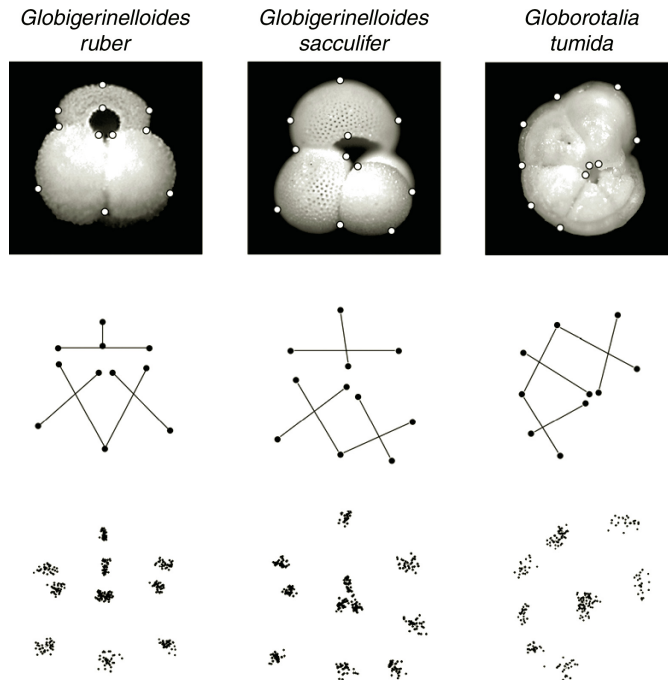 Globigerinelloides
ruber
Globigerinelloides
sacculifer
Globorotalia
tumida